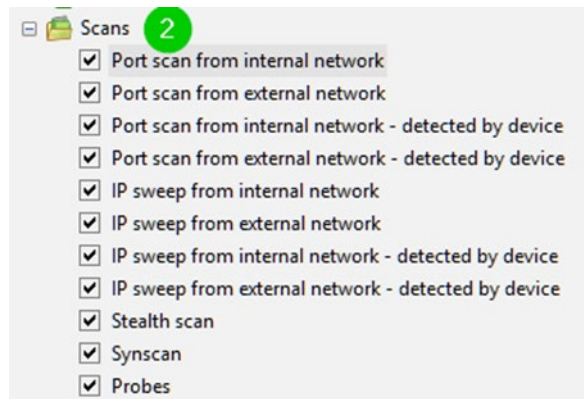 Scans 2
Port scan from internal network
Port scan from external network
Port scan from internal network - detected by device
Port scan from external network - detected by device
IP sweep from internal network
IP sweep from external network
IP sweep from internal network - detected by device
IP sweep from external network - detected by device
Stealth scan
Synscan
Probes